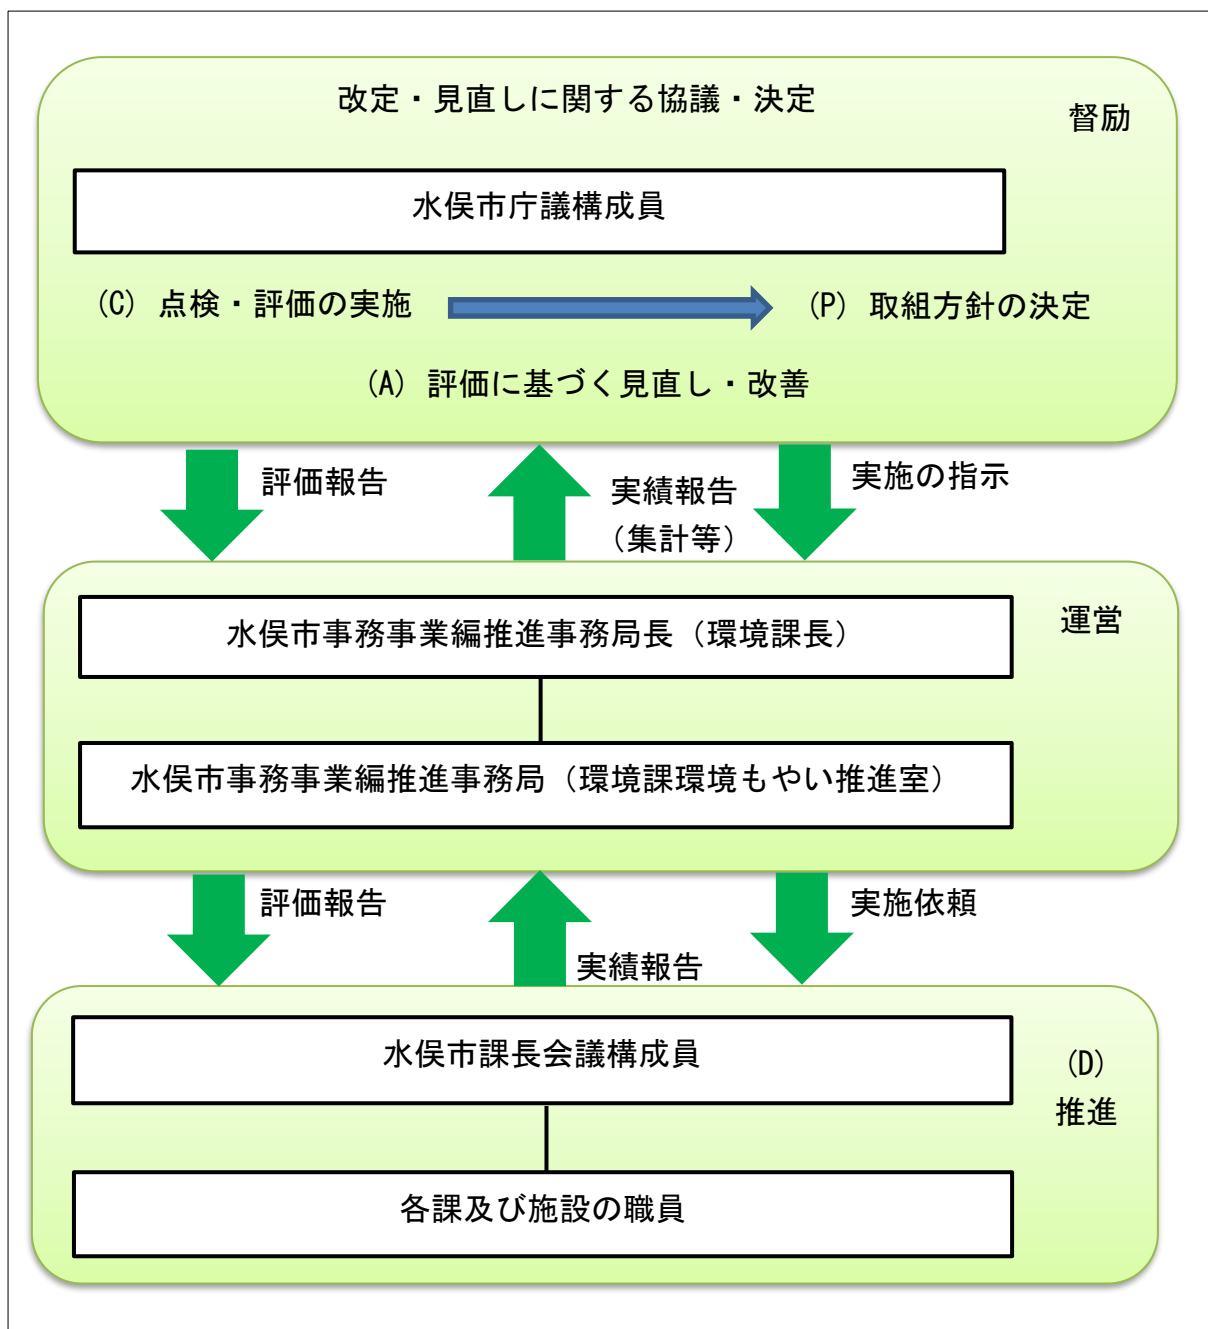 改定・見直しに関する協議・決定
督励
水俣市庁議構成員
(C) 点検・評価の実施
(P) 取組方針の決定
(A) 評価に基づく見直し・改善
評価報告
実績報告
（集計等）
実施の指示
水俣市事務事業編推進事務局長（環境課長）
運営
水俣市事務事業編推進事務局（環境課環境もやい推進室）
評価報告
実績報告
実施依頼
水俣市課長会議構成員
(D)
推進
各課及び施設の職員